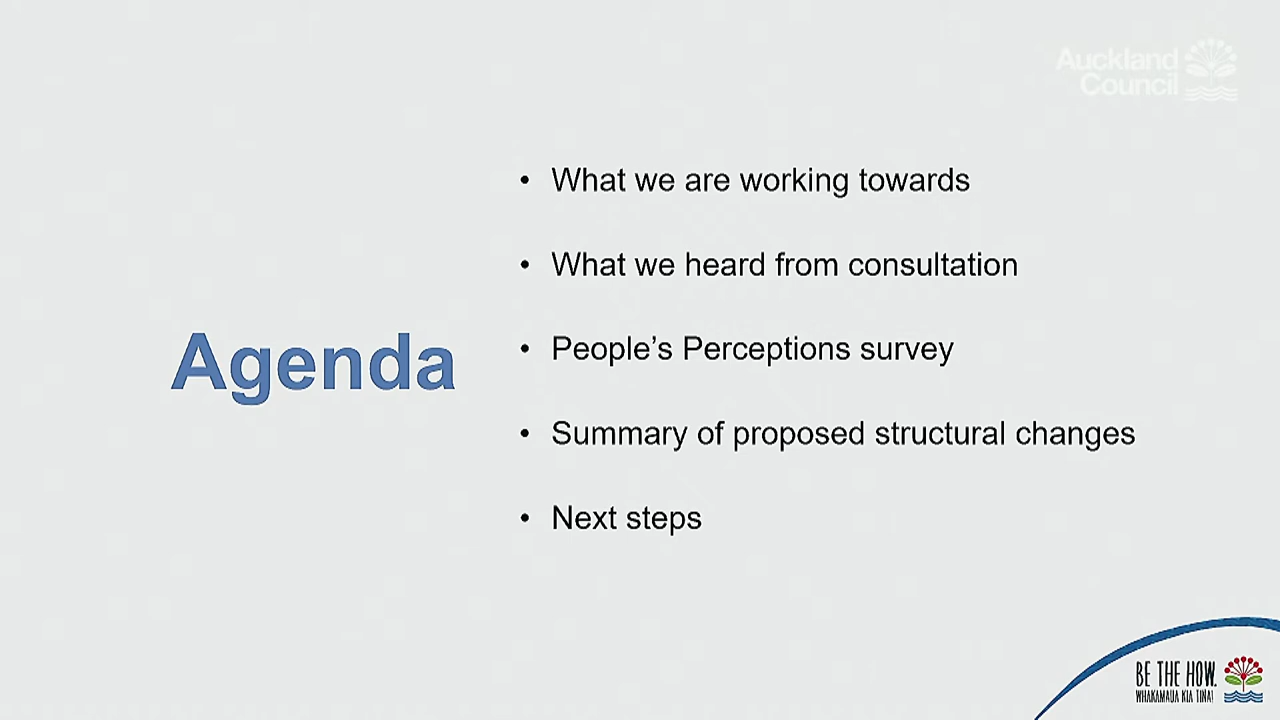 Auckland
Council
Agenda
• What we are working towards
• What we heard from consultation
• People’s Perceptions survey
• Summary of proposed structural changes
• Next steps
BE THE HOW.
WHAKAMAUA KIA TINA!